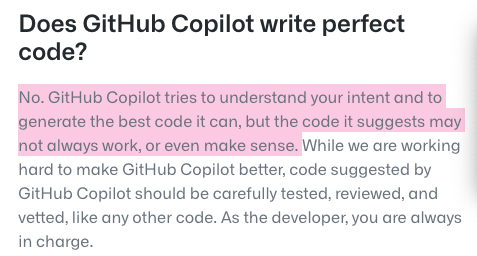 Does GitHub Copilot write perfect
code?
No. GitHub Copilot tries to understand your intent and to
generate the best code it can, but the code it suggests may
not always work, or even make sense. While we are working
hard to make GitHub Copilot better, code suggested by
GitHub Copilot should be carefully tested, reviewed, and
vetted, like any other code. As the developer, you are always
in charge.